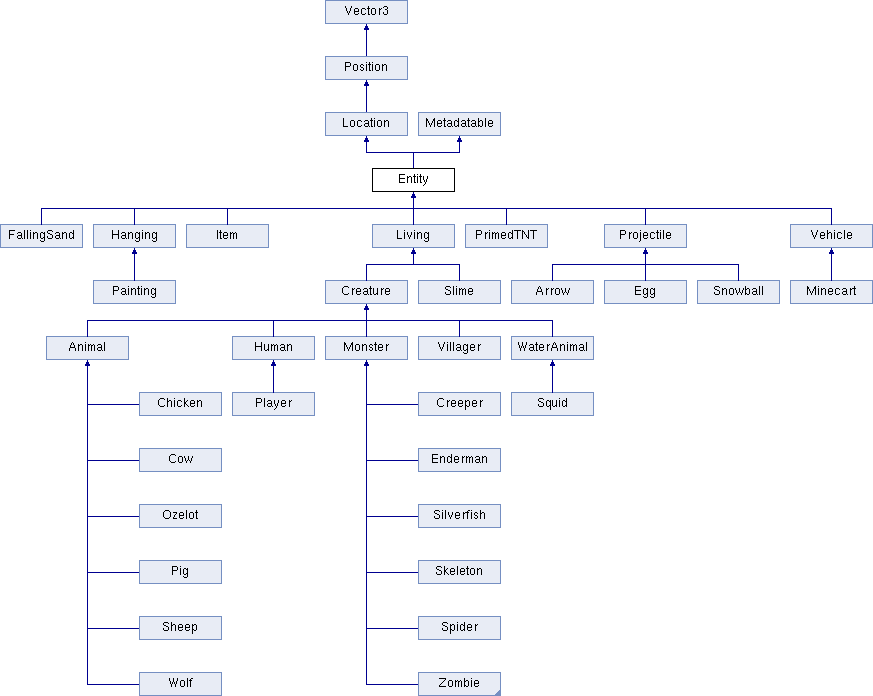 Vector3
Position
Location Metadatable
Entity
FallingSand Hanging Item Living PrimedTNT Projectile Vehicle
Painting Creature Slime Arrow Egg Snowball Minecart
Animal Human Monster Villager WaterAnimal
Chicken Player Creeper Squid
Cow Enderman
Ozelot Silverfish
Pig Skeleton
Sheep Spider
Wolf Zombie